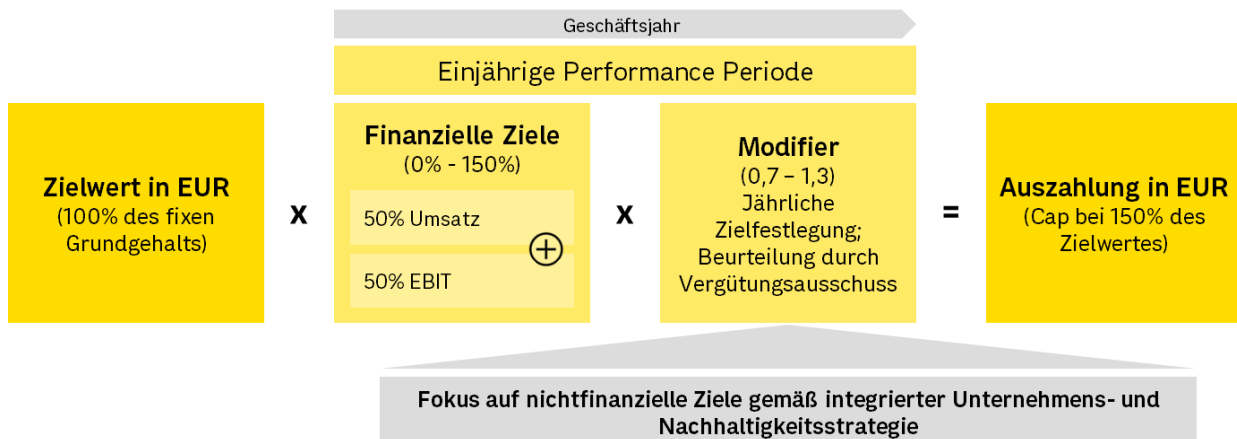 Geschäftsjahr
Einjährige Performance Periode
Zielwert in EUR
(100% des fixen
Grundgehalts)
x
Finanzielle Ziele
(0% - 150%)
50% Umsatz
+
50% EBIT
x
Modifier
(0,7 – 1,3)
Jährliche
Zielfestlegung;
Beurteilung durch
Vergütungsausschuss
=
Auszahlung in EUR
(Cap bei 150% des
Zielwertes)
Fokus auf nichtfinanzielle Ziele gemäß integrierter Unternehmens- und
Nachhaltigkeitsstrategie